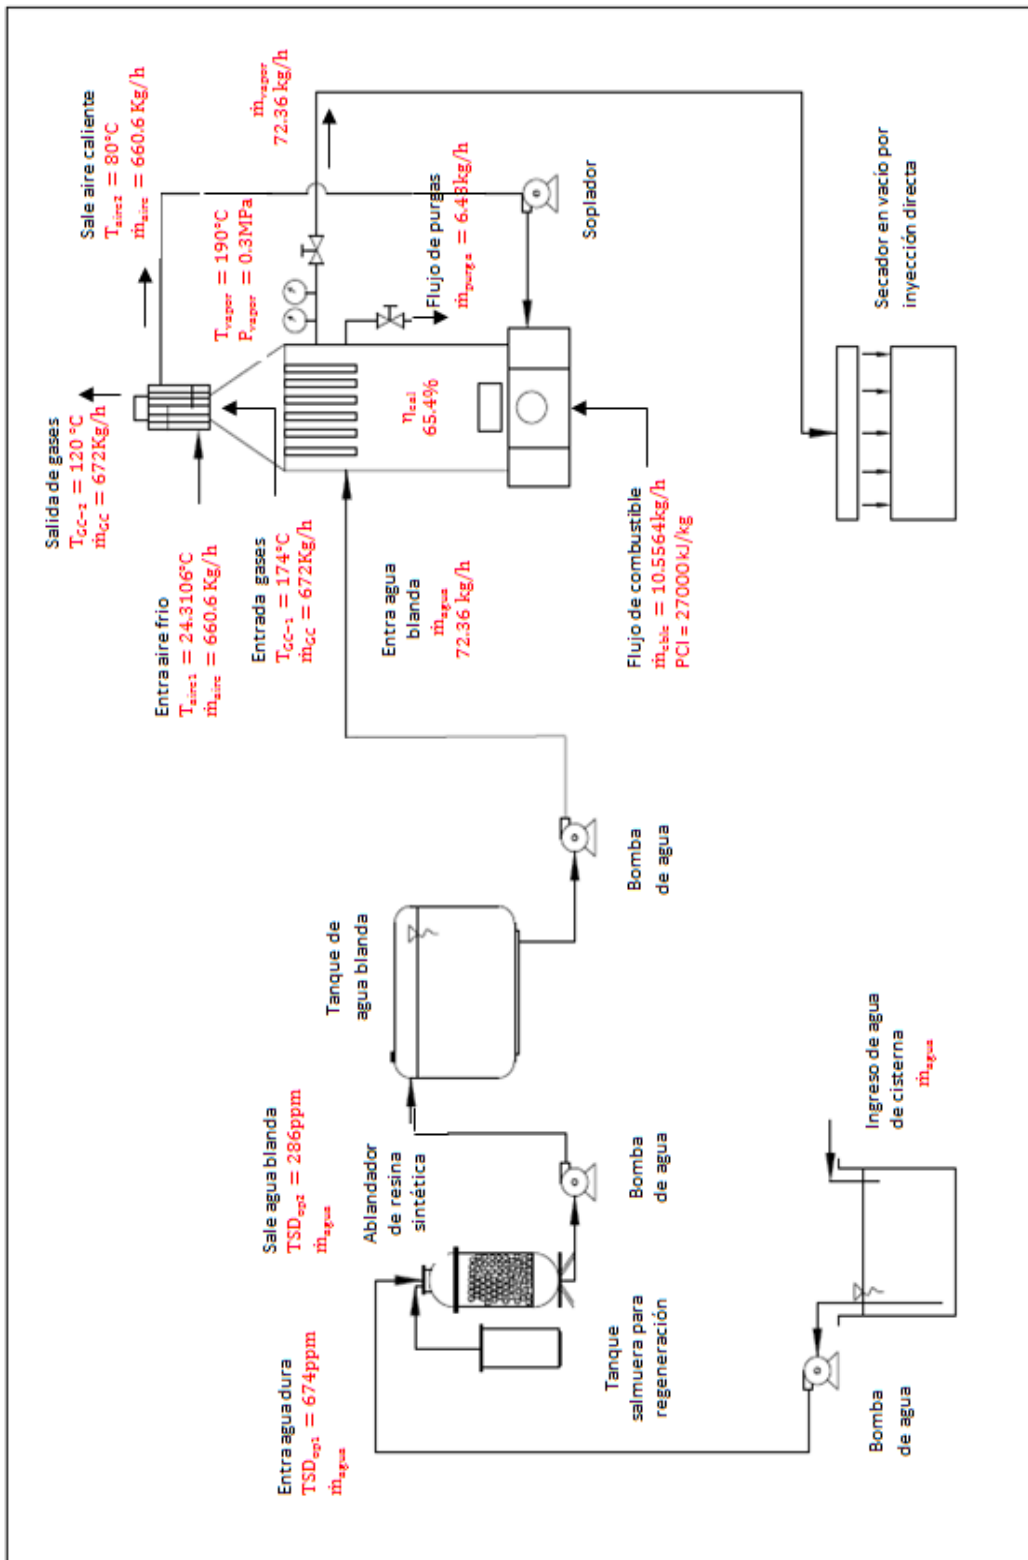 Entra agua dura
TSD_op1 = 674ppm
ṁ_agua
Sale agua blanda
TSD_op2 = 286ppm
ṁ_agua
Ablandador
de resina
sintética
Tanque
salmuera para
regeneración
Bomba
de agua
Bomba
de agua
Ingreso de agua
de cisterna
ṁ_agua
Tanque de
agua blanda
Bomba
de agua
Salida de gases
T_GC-2 = 120 °C
ṁ_GC = 672Kg/h
Entra aire frio
T_aire1 = 24.3106°C
ṁ_aire = 660.6 Kg/h
Entrada gases
T_GC-1 = 174°C
ṁ_GC = 672Kg/h
Entra agua
blanda
ṁ_agua
72.36 kg/h
Flujo de combustible
ṁ_cble = 10.5564kg/h
PCI = 27000 kJ/kg
η_cal
65.4%
Sale aire caliente
T_aire2 = 80°C
ṁ_aire = 660.6 Kg/h
T_vapor = 190°C
P_vapor = 0.3MPa
ṁ_vapor
72.36 kg/h
Flujo de purgas
ṁ_purga = 6.43kg/h
Soplador
Secador en vacío por
inyección directa